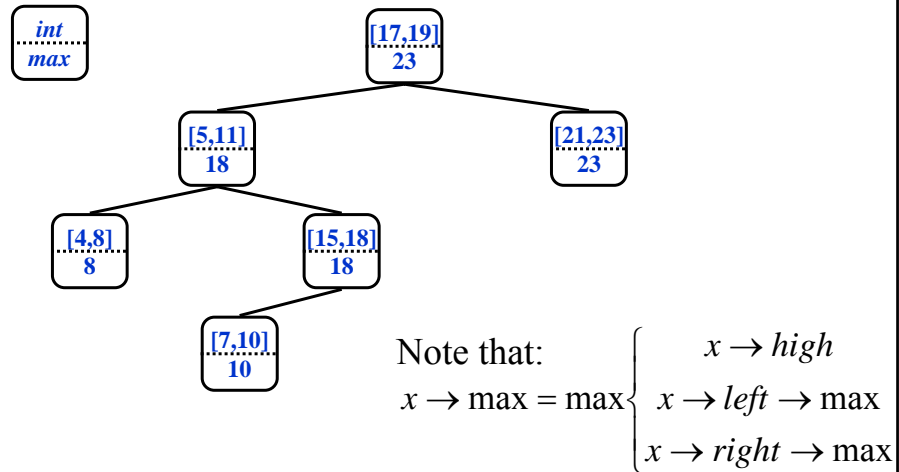 int
max
[17,19]
23
[5,11]
18
[21,23]
23
[4,8]
8
[15,18]
18
[7,10]
10
Note that:
x → high
x → max = max { x → left → max
x → right → max